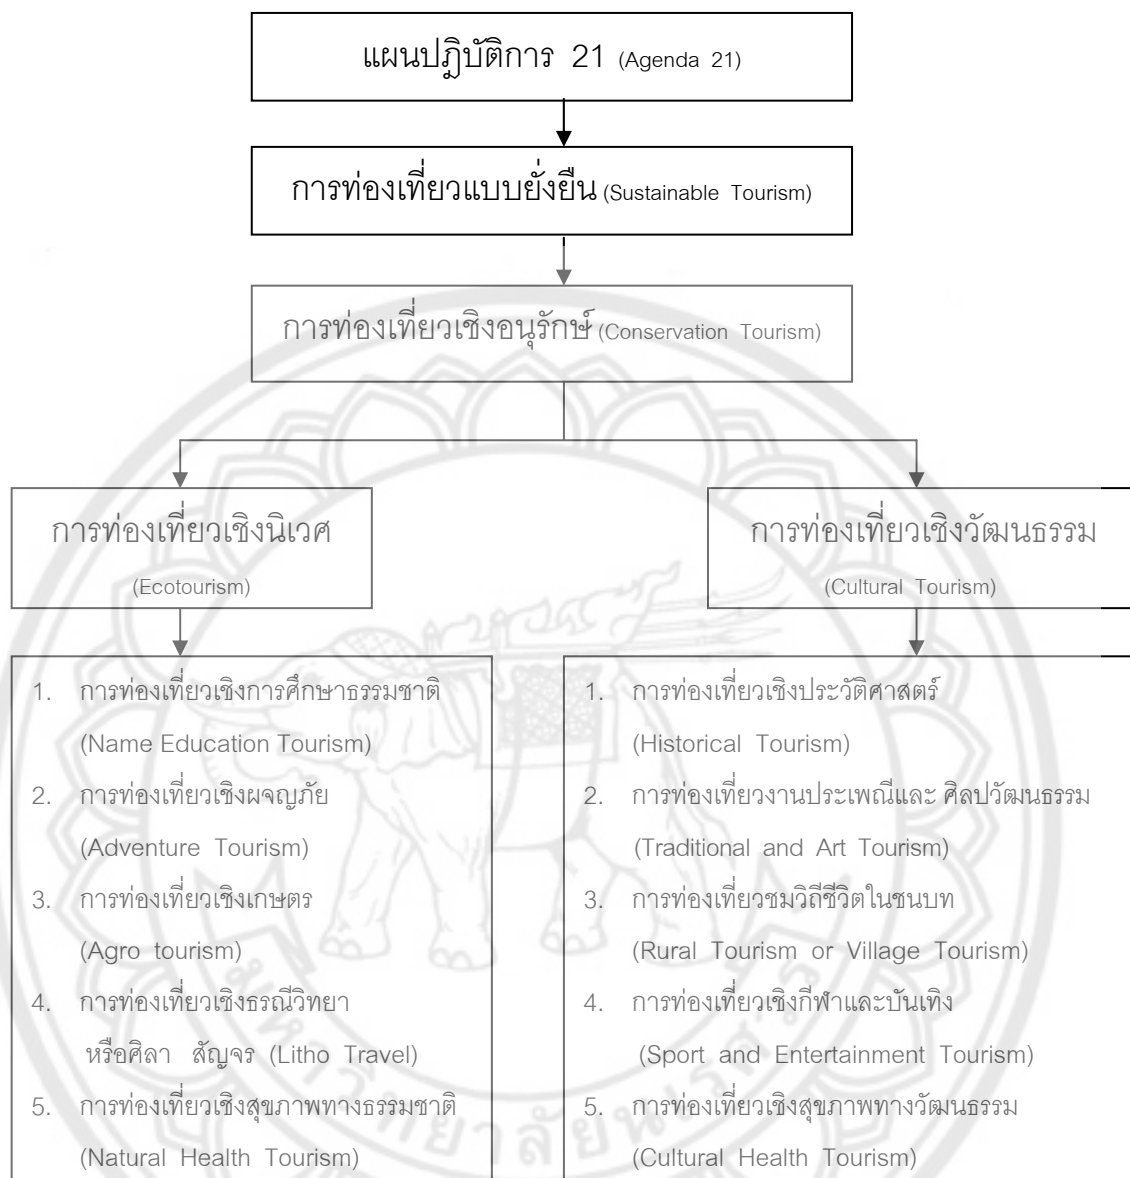 แผนปฎิบัติการ 21 (Agenda 21)
การท่องเที่ยวแบบยั่งยืน (Sustainable Tourism)
การท่องเที่ยวเชิงอนุรักษ์ (Conservation Tourism)
การท่องเที่ยวเชิงนิเวศ
(Ecotourism)
การท่องเที่ยวเชิงวัฒนธรรม
(Cultural Tourism)
1. การท่องเที่ยวเชิงการศึกษาธรรมชาติ
(Name Education Tourism)
2. การท่องเที่ยวเชิงผจญภัย
(Adventure Tourism)
3. การท่องเที่ยวเชิงเกษตร
(Agro tourism)
4. การท่องเที่ยวเชิงธรณีวิทยา
หรือศิลา สัญจร (Litho Travel)
5. การท่องเที่ยวเชิงสุขภาพทางธรรมชาติ
(Natural Health Tourism)
1. การท่องเที่ยวเชิงประวัติศาสตร์
(Historical Tourism)
2. การท่องเที่ยวงานประเพณีและ ศิลปวัฒนธรรม
(Traditional and Art Tourism)
3. การท่องเที่ยวชมวิถีชีวิตในชนบท
(Rural Tourism or Village Tourism)
4. การท่องเที่ยวเชิงกีฬาและบันเทิง
(Sport and Entertainment Tourism)
5. การท่องเที่ยวเชิงสุขภาพทางวัฒนธรรม
(Cultural Health Tourism)
มหาวิทยาลัยนเรศวร